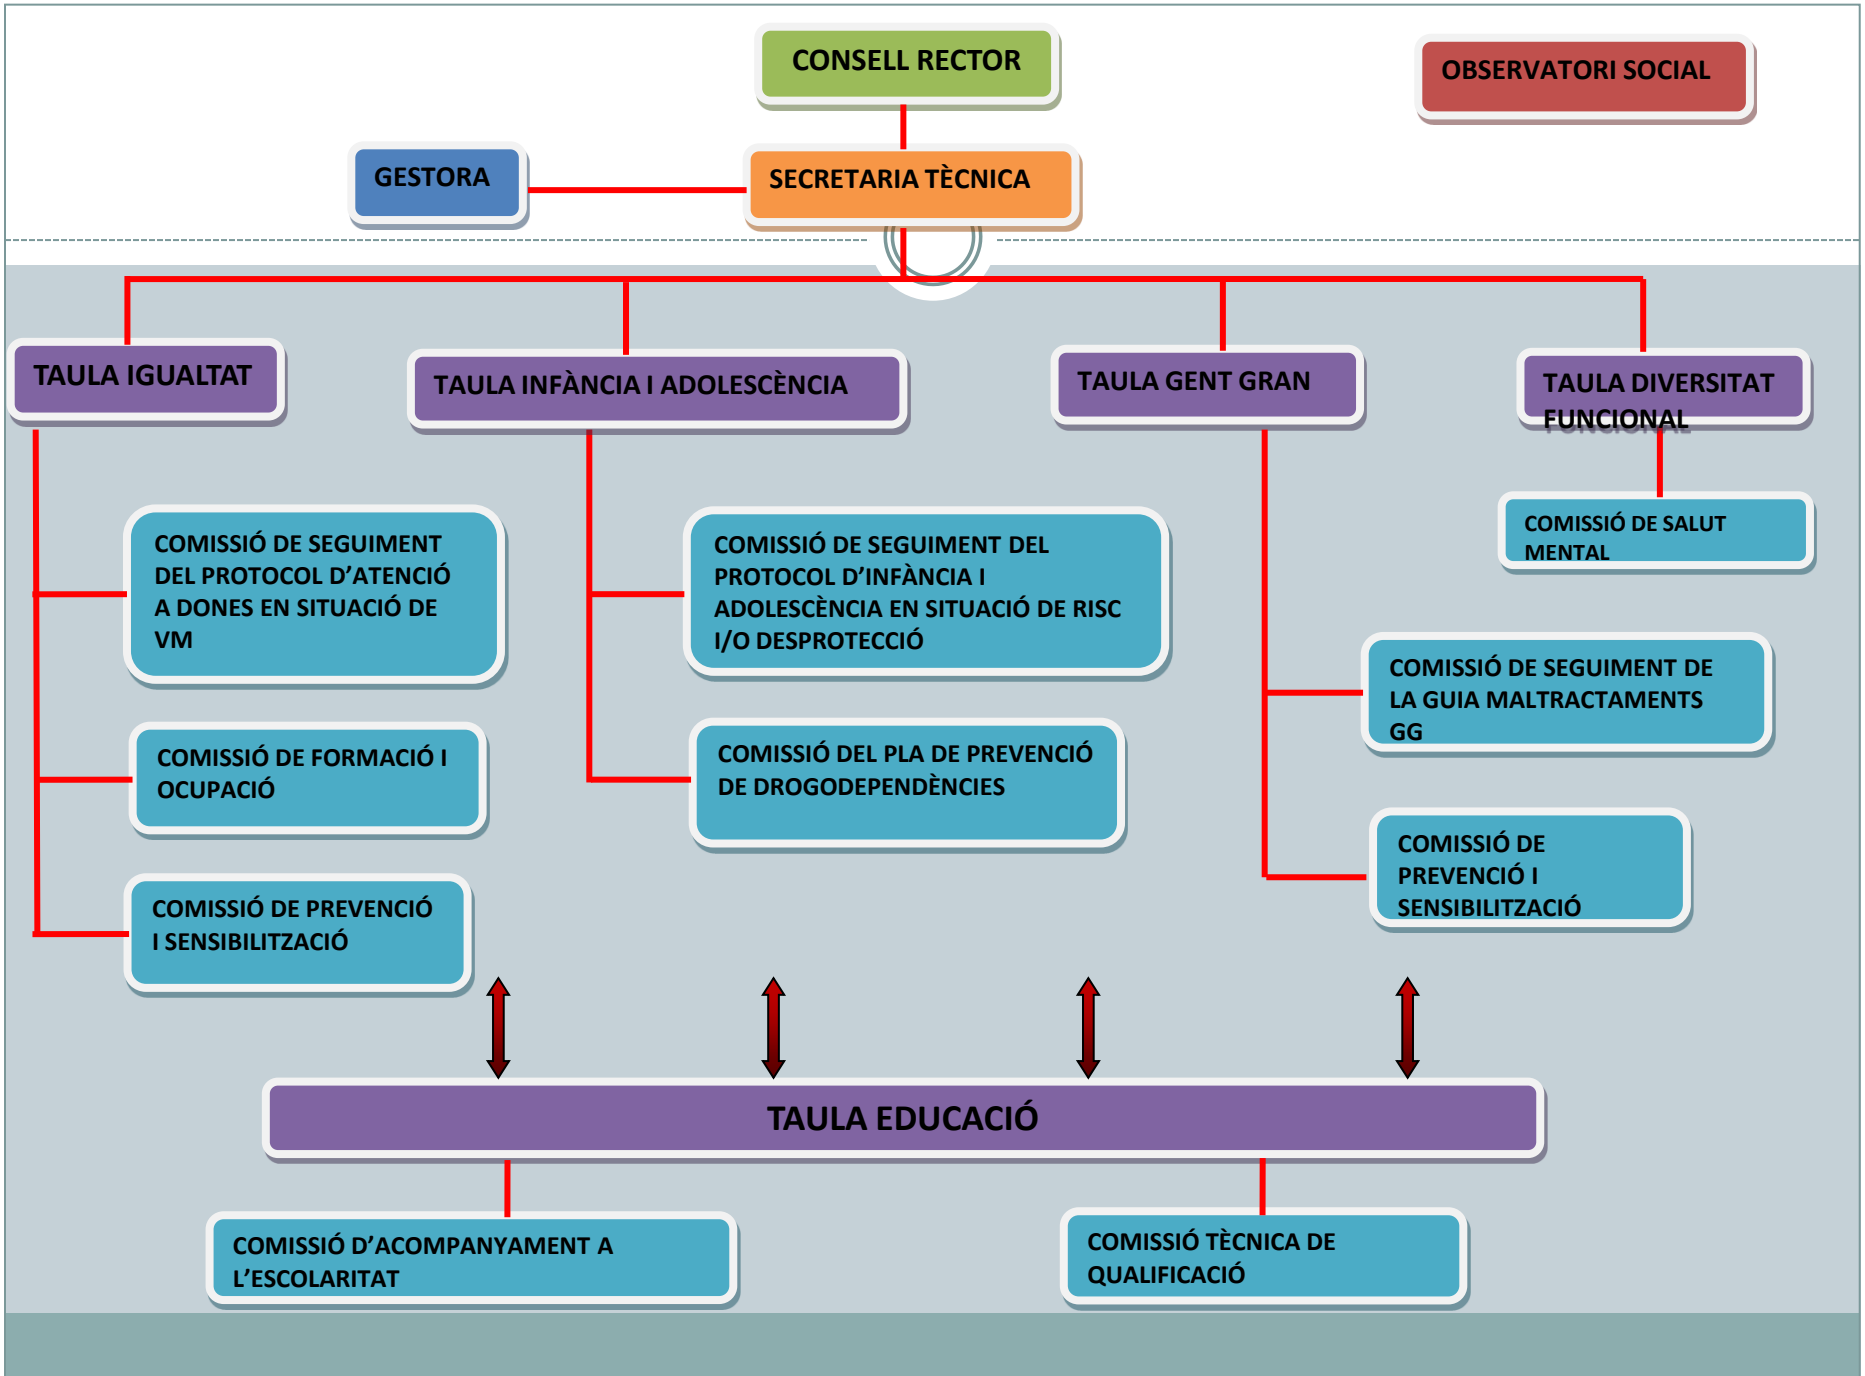 CONSELL RECTOR
OBSERVATORI SOCIAL
GESTORA
SECRETARIA TÈCNICA
TAULA IGUALTAT
TAULA INFÀNCIA I ADOLESCÈNCIA
TAULA GENT GRAN
TAULA DIVERSITAT
FUNCIONAL
COMISSIÓ DE SEGUIMENT
DEL PROTOCOL D’ATENCIÓ
A DONES EN SITUACIÓ DE
VM
COMISSIÓ DE FORMACIÓ I
OCUPACIÓ
COMISSIÓ DE PREVENCIÓ
I SENSIBILITZACIÓ
COMISSIÓ DE SEGUIMENT DEL
PROTOCOL D’INFÀNCIA I
ADOLESCÈNCIA EN SITUACIÓ DE RISC
I/O DESPROTECCIÓ
COMISSIÓ DEL PLA DE PREVENCIÓ
DE DROGODEPENDÈNCIES
COMISSIÓ DE SEGUIMENT DE
LA GUIA MALTRACTAMENTS
GG
COMISSIÓ DE
PREVENCIÓ I
SENSIBILITZACIÓ
COMISSIÓ DE SALUT
MENTAL
TAULA EDUCACIÓ
COMISSIÓ D’ACOMPANYAMENT A
L’ESCOLARITAT
COMISSIÓ TÈCNICA DE
QUALIFICACIÓ